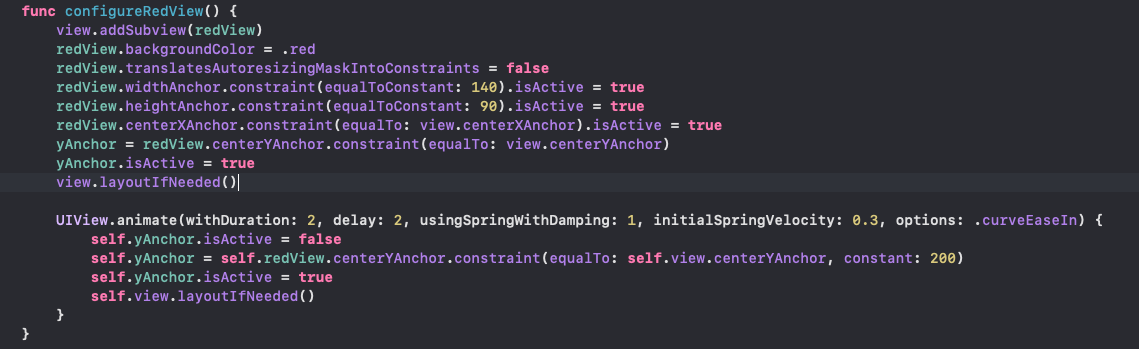 func configureRedView() {
    view.addSubview(redView)
    redView.backgroundColor = .red
    redView.translatesAutoresizingMaskIntoConstraints = false
    redView.widthAnchor.constraint(equalToConstant: 140).isActive = true
    redView.heightAnchor.constraint(equalToConstant: 90).isActive = true
    redView.centerXAnchor.constraint(equalTo: view.centerXAnchor).isActive = true
    yAnchor = redView.centerYAnchor.constraint(equalTo: view.centerYAnchor)
    yAnchor.isActive = true
    view.layoutIfNeeded()

    UIView.animate(withDuration: 2, delay: 2, usingSpringWithDamping: 1, initialSpringVelocity: 0.3, options: .curveEaseIn) {
        self.yAnchor.isActive = false
        self.yAnchor = self.redView.centerYAnchor.constraint(equalTo: self.view.centerYAnchor, constant: 200)
        self.yAnchor.isActive = true
        self.view.layoutIfNeeded()
    }
}